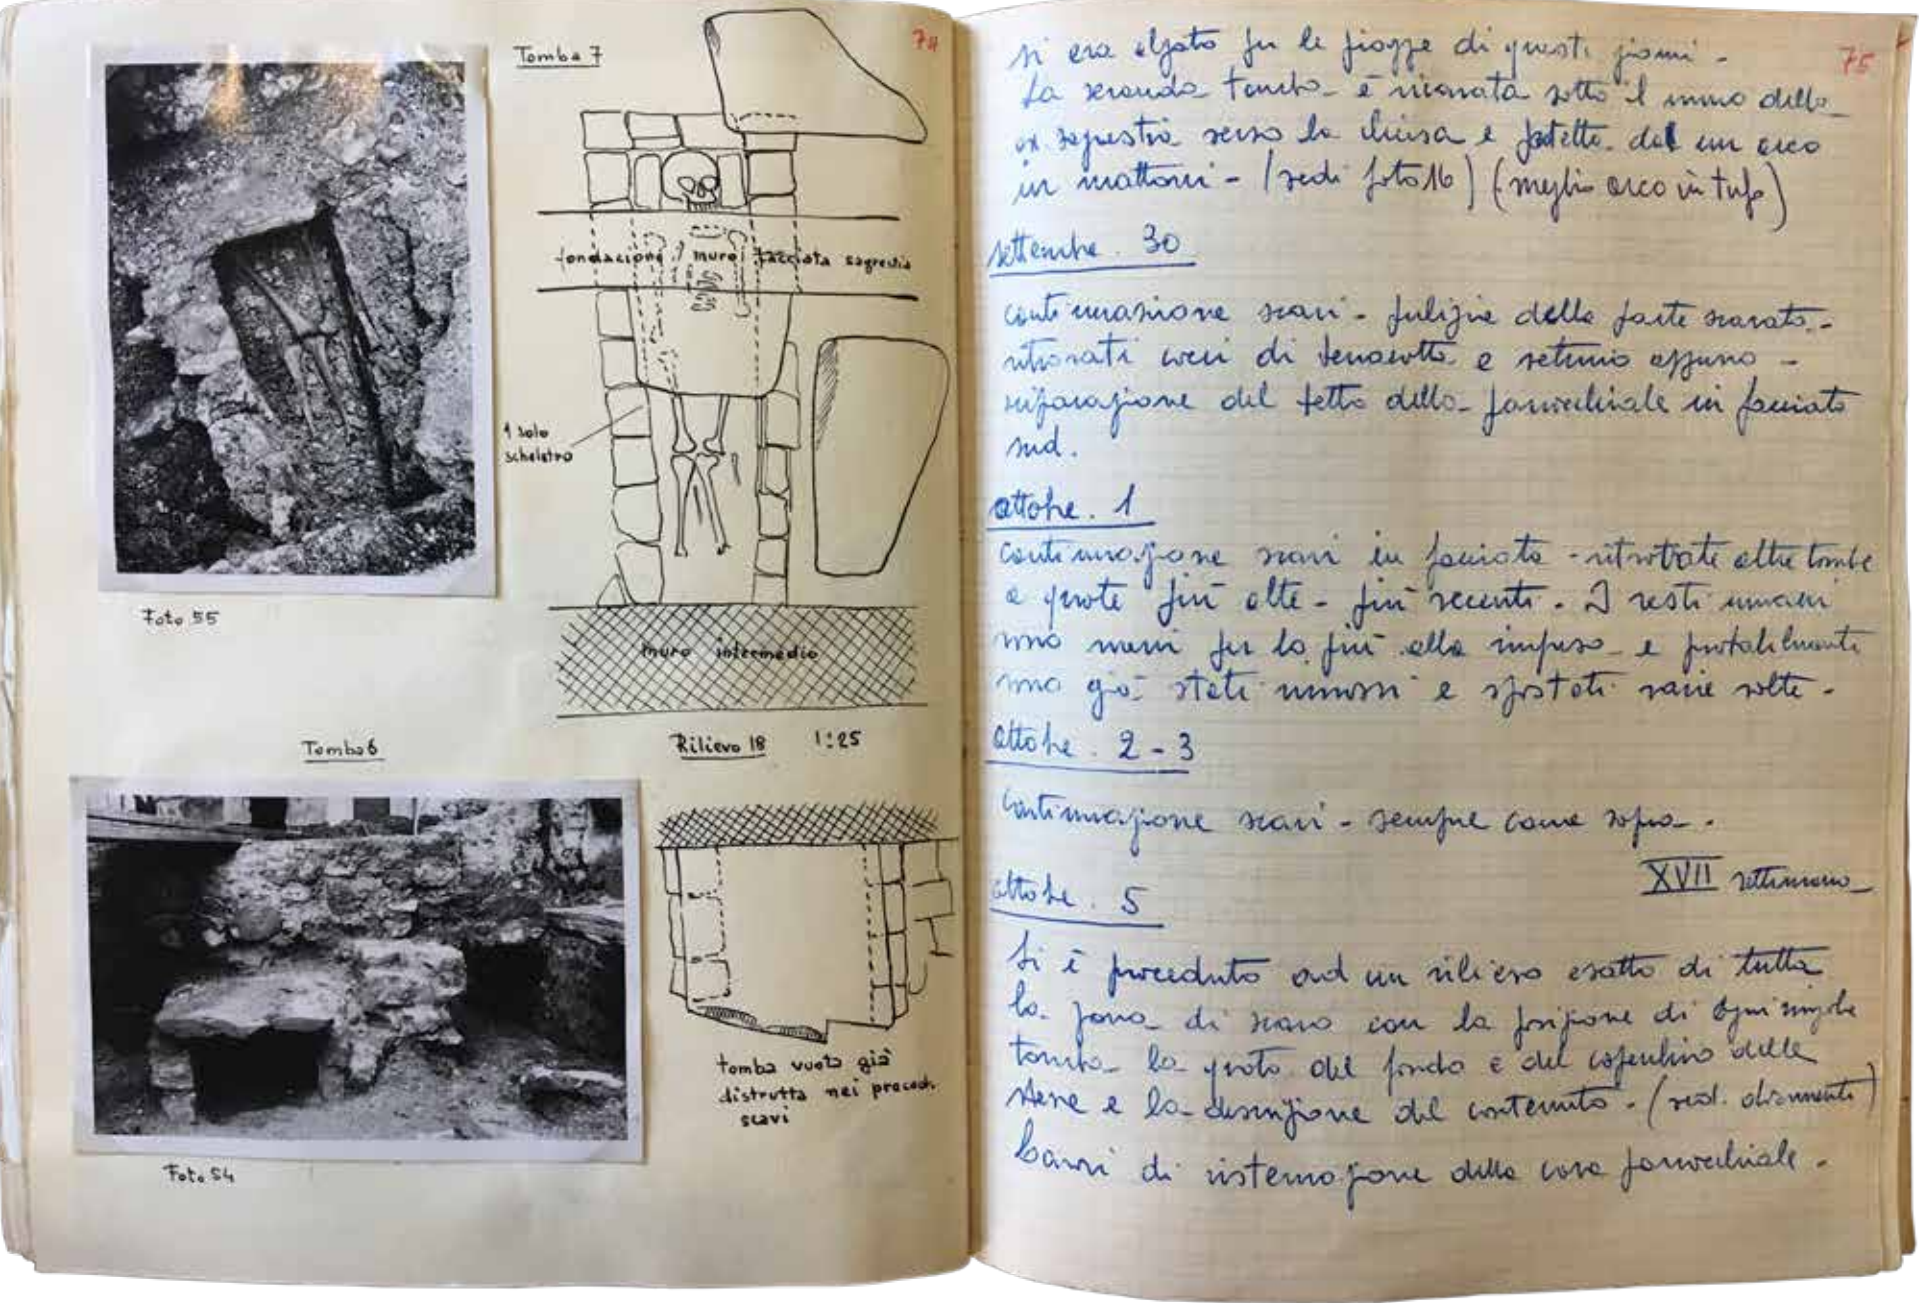 74
Tomba 7
fondazione muro facciata sagrestia
1 solo
scheletro
muro intermedio
Foto 55
Tomba 6
Rilievo 18 1:25
tomba vuota già
distrutta nei preced.
scavi
Foto 54
75
si era alzato per le piogge di questi giorni -
La seconda tomba è ricavata sotto il muro della
ex sagrestia verso la chiesa e protetta da un arco
in mattoni - (vedi foto 16) (meglio arco in tufo)
settembre. 30
continuazione scavi - pulizia della parte scavata -
ritrovati cocci di terracotta e setaccio
riparazione del tetto della parrocchiale in facciata
sud.
ottobre. 1
continuazione scavi in facciata - ritrovate altre tombe
a quote più alte - più recenti. I resti umani
sono messi per lo più alla rinfusa e probabilmente
sono già stati rimossi e spostati varie volte -
ottobre. 2-3
continuazione scavi - sempre come sopra -
XVII settimana
ottobre. 5
Si è proceduto ad un rilievo esatto di tutta
la zona di scavo con la posizione di ogni singola
tomba la quota del fondo e del coperchio delle
stesse e la descrizione del contenuto - (ved.
lavori di sistemazione della casa parrocchiale -